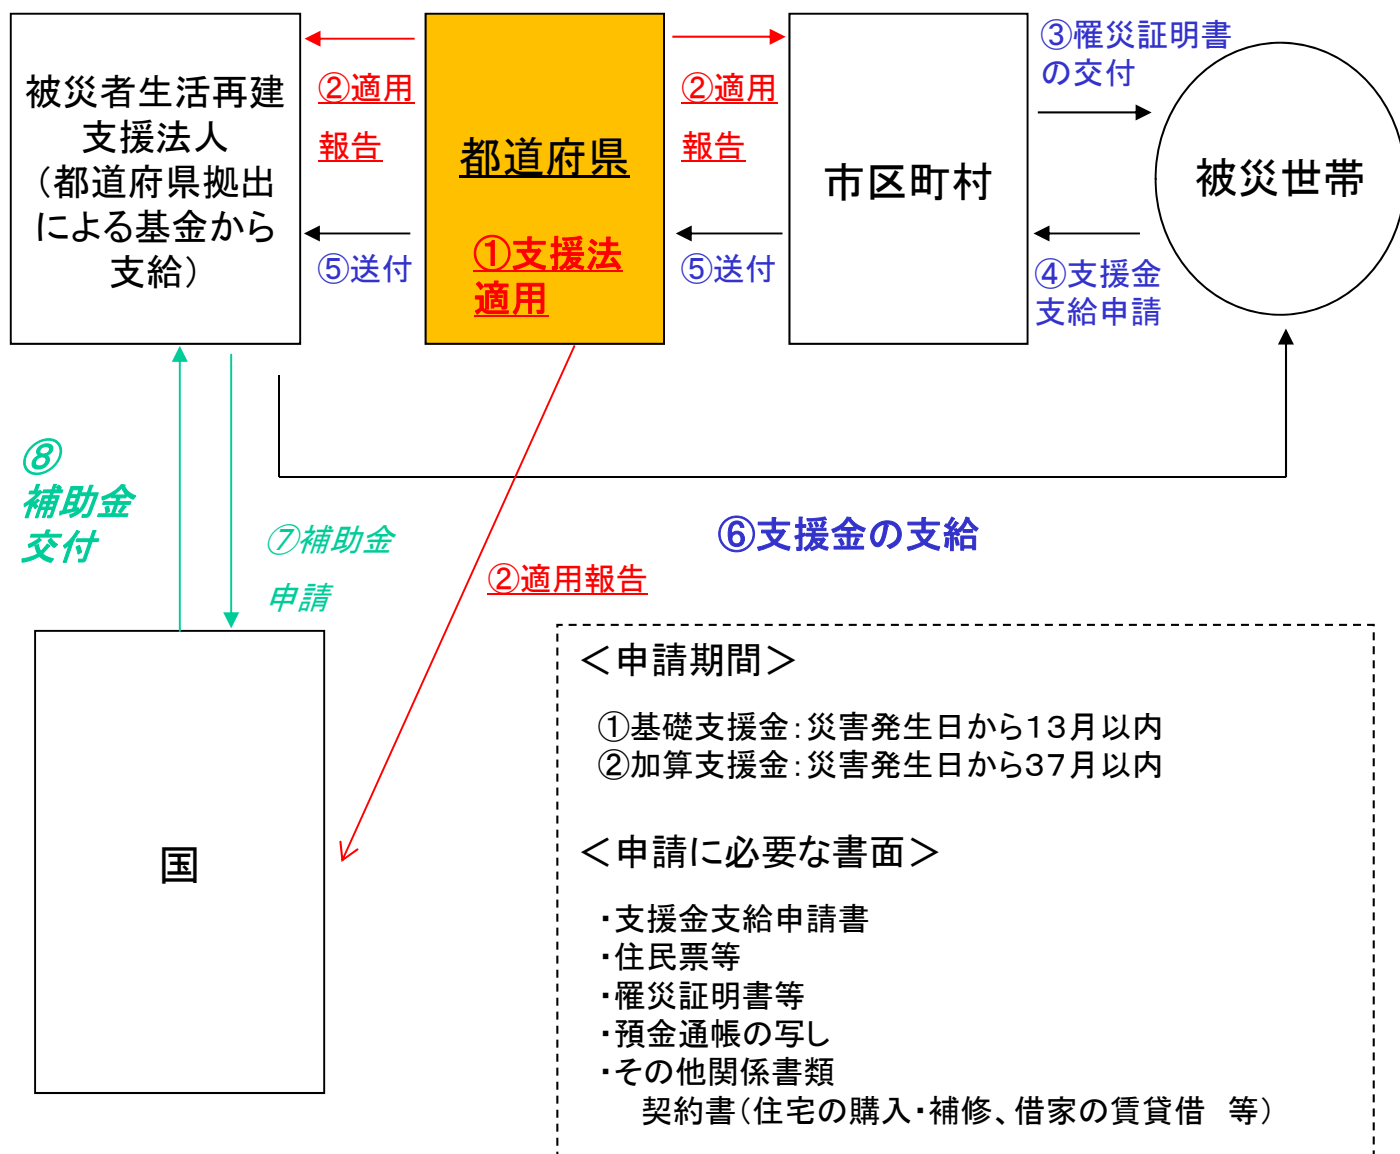 被災者生活再建
支援法人
（都道府県拠出
による基金から
支給）
②適用
報告
⑤送付
都道府県
①支援法
適用
②適用
報告
⑤送付
市区町村
③罹災証明書
の交付
④支援金
支給申請
被災世帯
⑧
補助金
交付
⑦補助金
申請
②適用報告
⑥支援金の支給
国
＜申請期間＞
①基礎支援金：災害発生日から１３月以内
②加算支援金：災害発生日から３７月以内
＜申請に必要な書面＞
・支援金支給申請書
・住民票等
・罹災証明書等
・預金通帳の写し
・その他関係書類
契約書（住宅の購入・補修、借家の賃貸借　等）